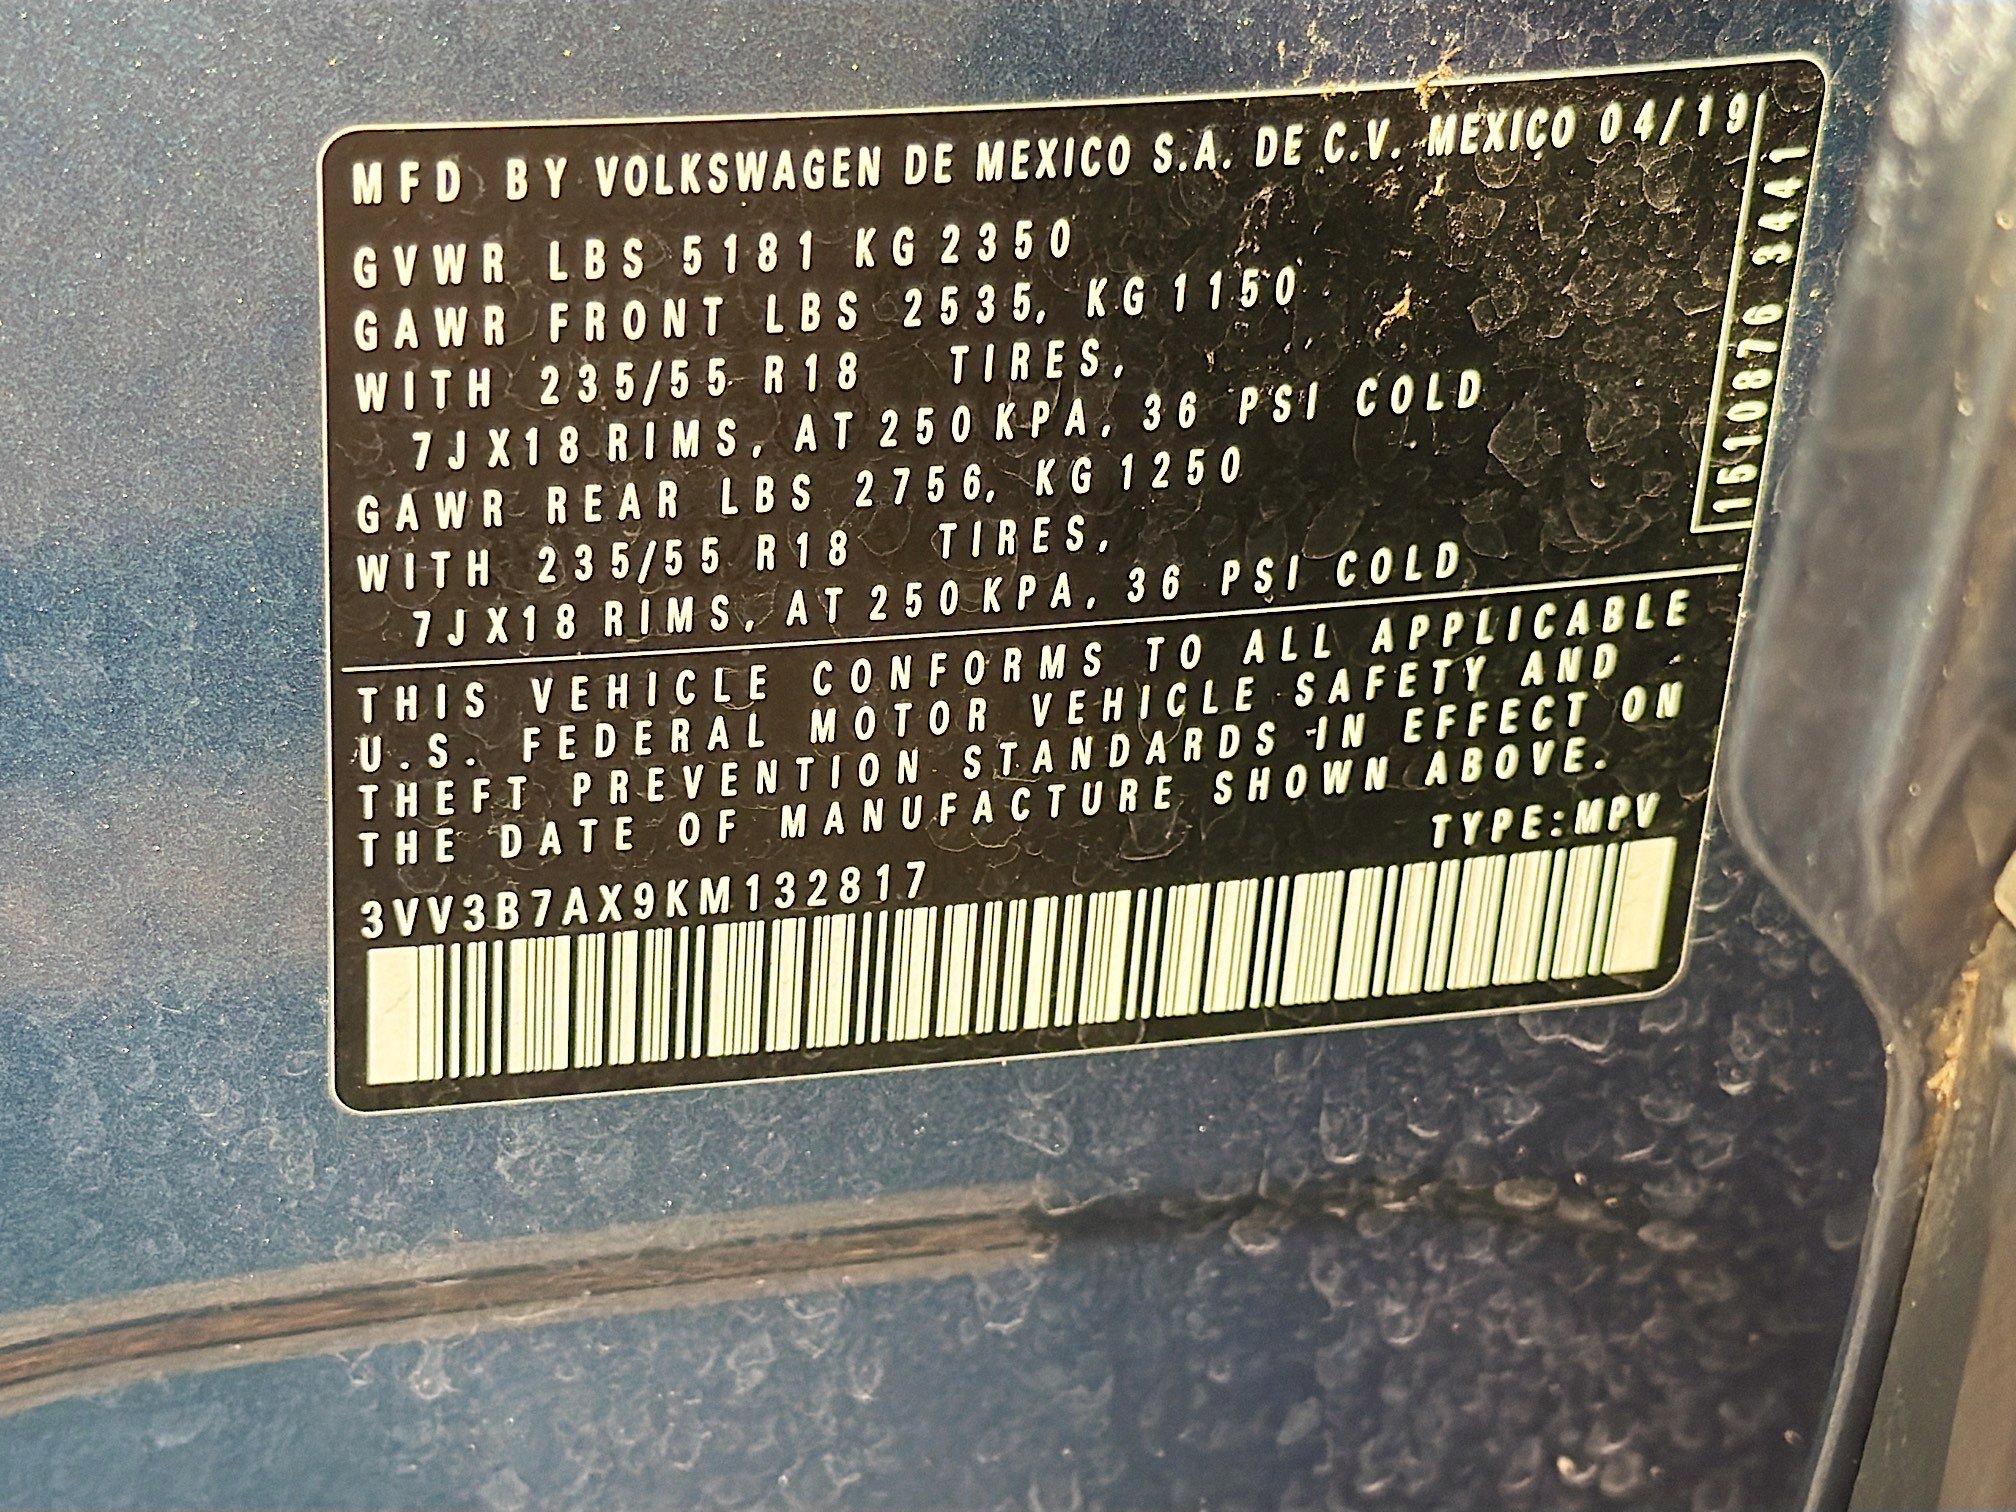 MFD BY VOLKSWAGEN DE MEXICO S.A. DE C.V. MEXICO 04/19
GVWR LBS 5181 KG 2350
GAWR FRONT LBS 2535, KG 1150
WITH 235/55 R18 TIRES,
7JX18 RIMS, AT 250 KPA, 36 PSI COLD
GAWR REAR LBS 2756, KG 1250
WITH 235/55 R18 TIRES,
7JX18 RIMS, AT 250 KPA, 36 PSI COLD
1510876 3441
THIS VEHICLE CONFORMS TO ALL APPLICABLE
U.S. FEDERAL MOTOR VEHICLE SAFETY AND
THEFT PREVENTION STANDARDS IN EFFECT ON
THE DATE OF MANUFACTURE SHOWN ABOVE.
TYPE:MPV
3VV3B7AX9KM132817